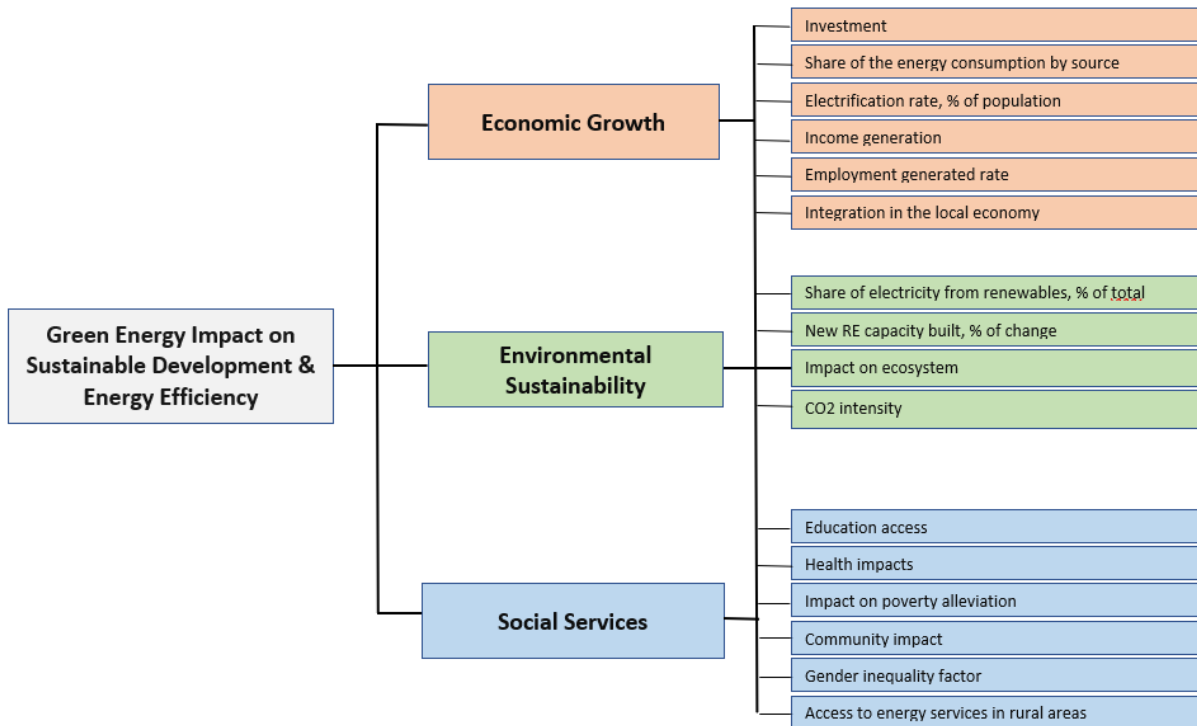 Investment
Share of the energy consumption by source
Economic Growth
Electrification rate, % of population
Income generation
Employment generated rate
Integration in the local economy
Green Energy Impact on
Sustainable Development &
Energy Efficiency
Environmental
Sustainability
Share of electricity from renewables, % of total
New RE capacity built, % of change
Impact on ecosystem
CO2 intensity
Social Services
Education access
Health impacts
Impact on poverty alleviation
Community impact
Gender inequality factor
Access to energy services in rural areas